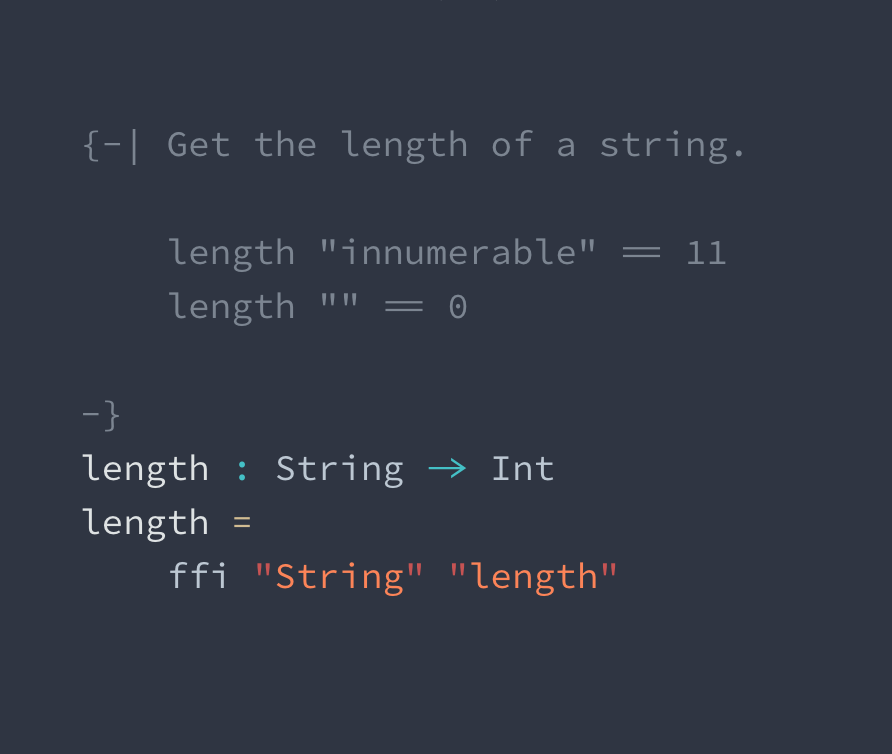 {-| Get the length of a string.
length "innumerable" == 11
length "" == 0
-}
length : String -> Int
length =
ffi "String" "length"